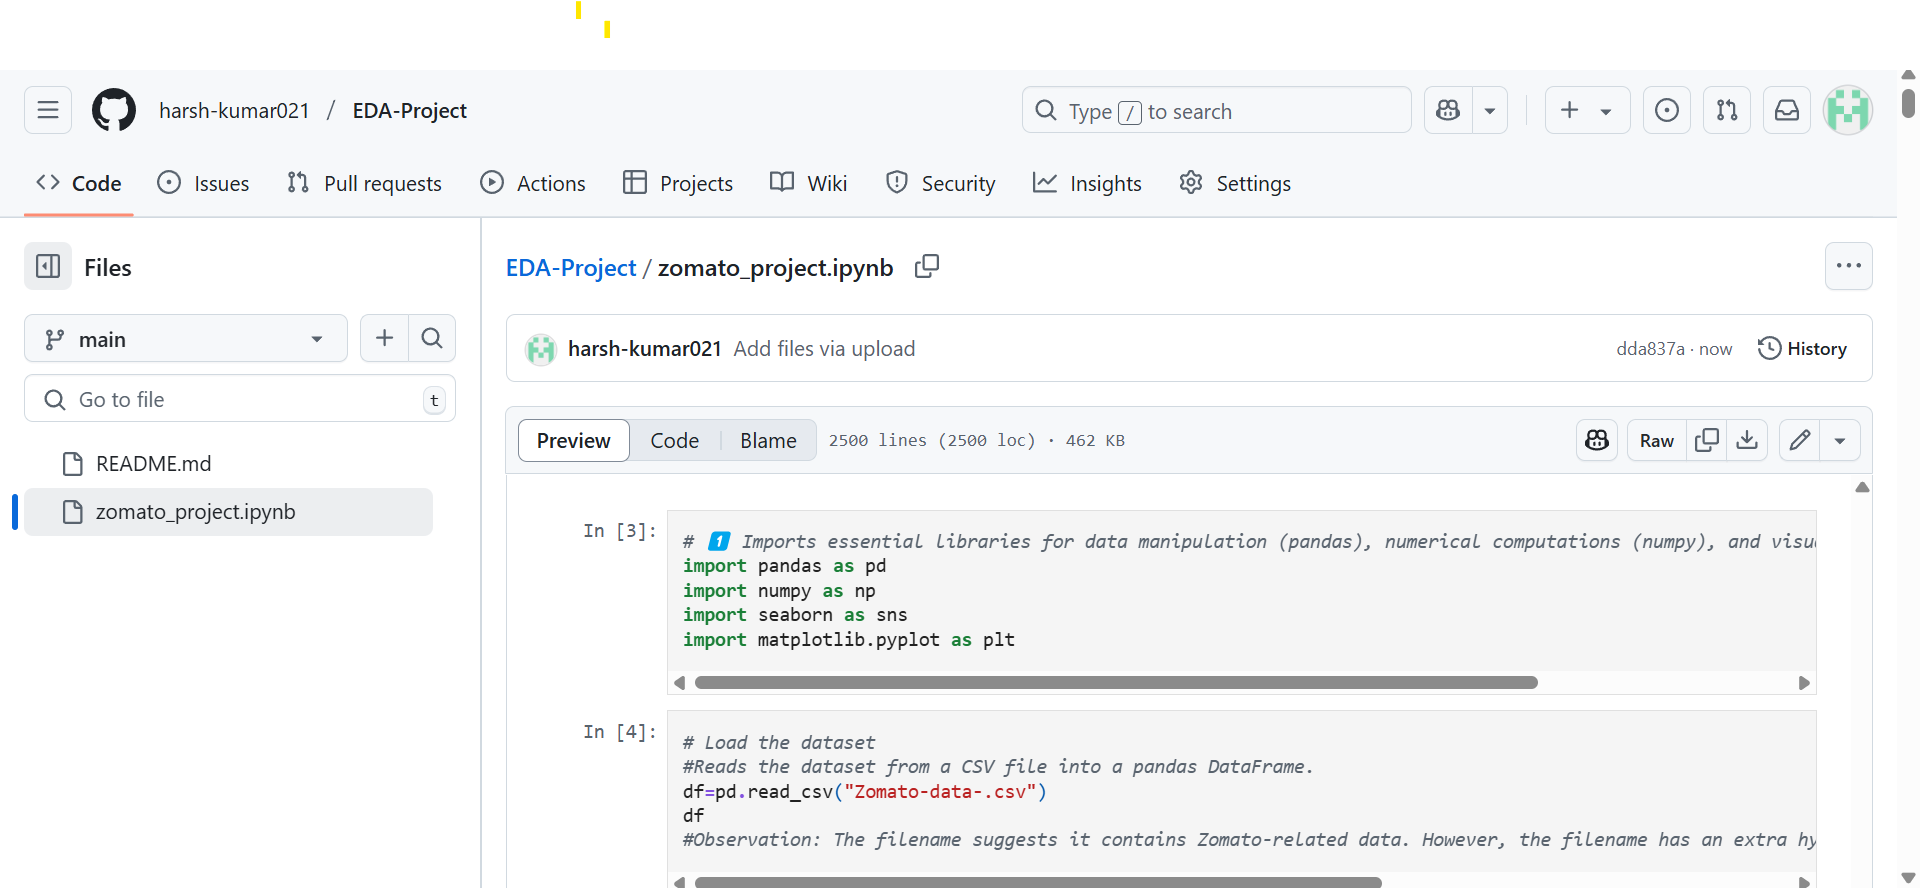 harsh-kumar021 / EDA-Project
Type / to search
Code Issues Pull requests Actions Projects Wiki Security Insights Settings
Files
main
Go to file t
README.md
zomato_project.ipynb
EDA-Project / zomato_project.ipynb
harsh-kumar021 Add files via upload
dda837a · now History
Preview Code Blame 2500 lines (2500 loc) · 462 KB Raw
In [3]:
# 1 Imports essential libraries for data manipulation (pandas), numerical computations (numpy), and
import pandas as pd
import numpy as np
import seaborn as sns
import matplotlib.pyplot as plt
In [4]:
# Load the dataset
#Reads the dataset from a CSV file into a pandas DataFrame.
df=pd.read_csv("Zomato-data-.csv")
df
#Observation: The filename suggests it contains Zomato-related data. However, the filename has an extra